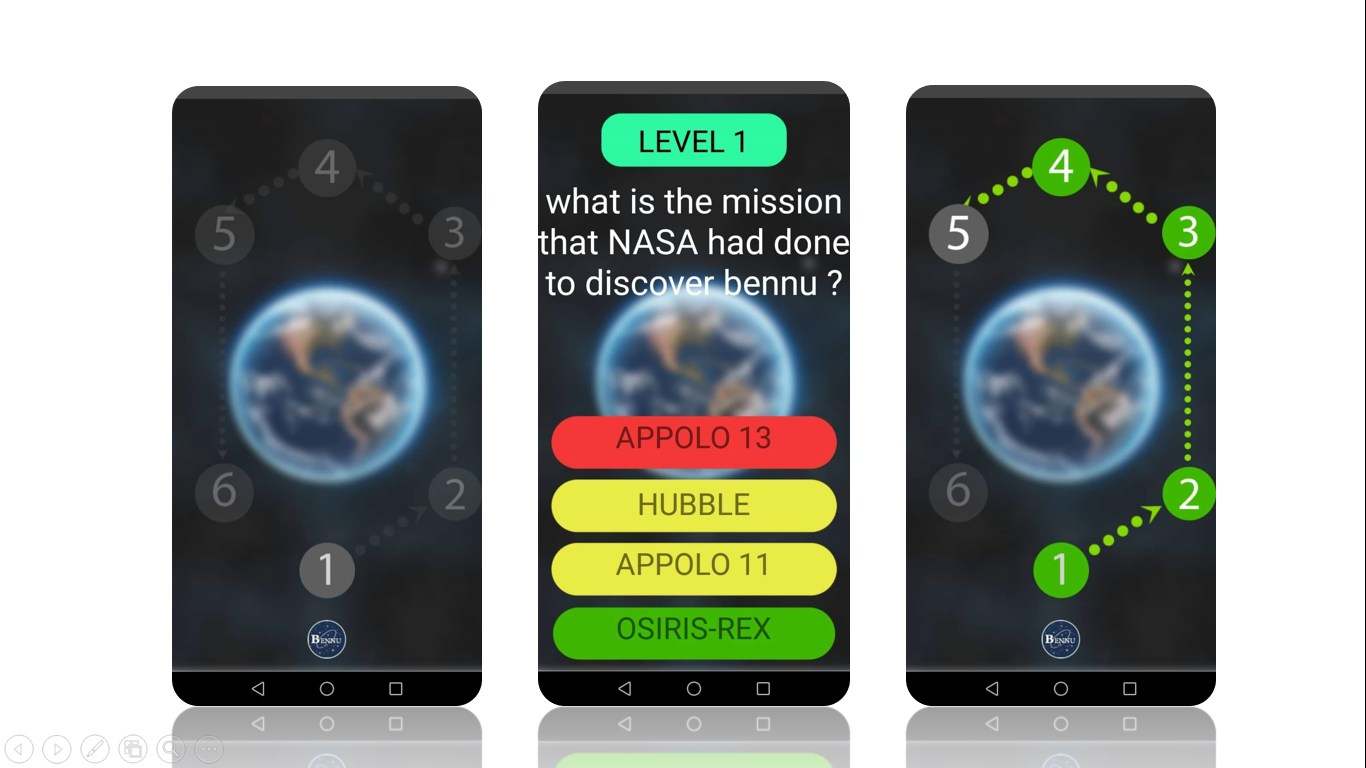 4
5
3
6
2
1
BENNU
LEVEL 1
what is the mission
that NASA had done
to discover bennu ?
APPOLO 13
HUBBLE
APPOLO 11
OSIRIS-REX
4
5
3
6
2
1
BENNU